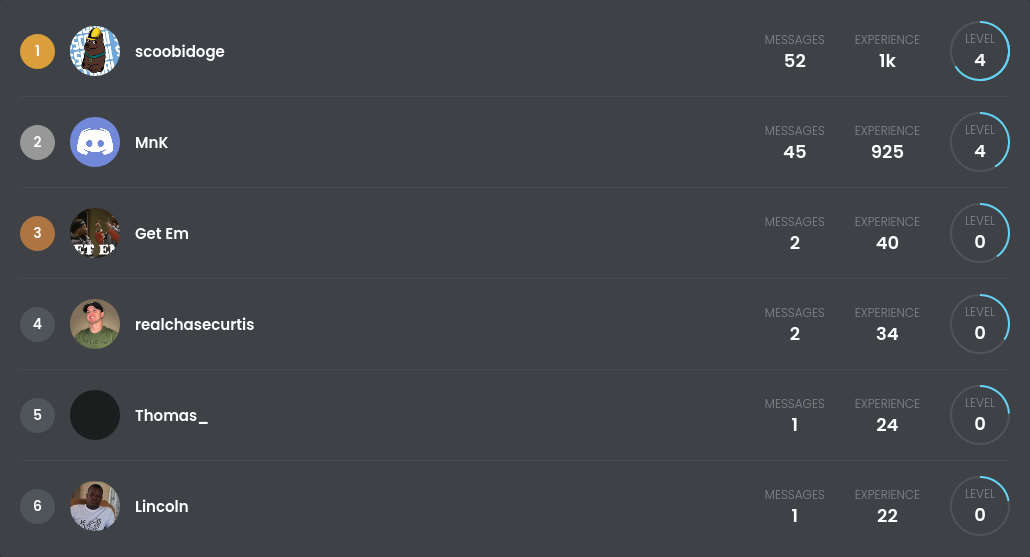 1 scoobidoge MESSAGES 52 EXPERIENCE 1k LEVEL 4
2 MnK MESSAGES 45 EXPERIENCE 925 LEVEL 4
3 Get Em MESSAGES 2 EXPERIENCE 40 LEVEL 0
ET EM
4 realchasecurtis MESSAGES 2 EXPERIENCE 34 LEVEL 0
5 Thomas_ MESSAGES 1 EXPERIENCE 24 LEVEL 0
6 Lincoln MESSAGES 1 EXPERIENCE 22 LEVEL 0